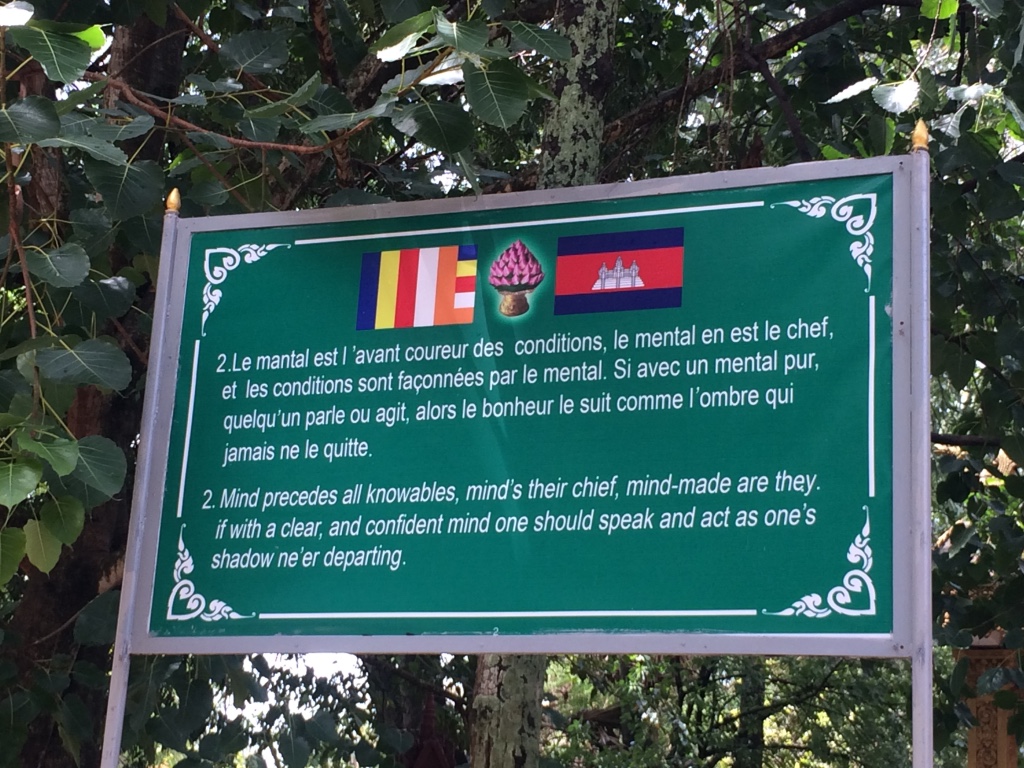 2.Le mantal est l 'avant coureur des conditions, le mental en est le chef,
et les conditions sont façonnées par le mental. Si avec un mental pur,
quelqu'un parle ou agit, alors le bonheur le suit comme l'ombre qui
jamais ne le quitte.
2. Mind precedes all knowables, mind's their chief, mind-made are they.
if with a clear, and confident mind one should speak and act as one's
shadow ne'er departing.
2